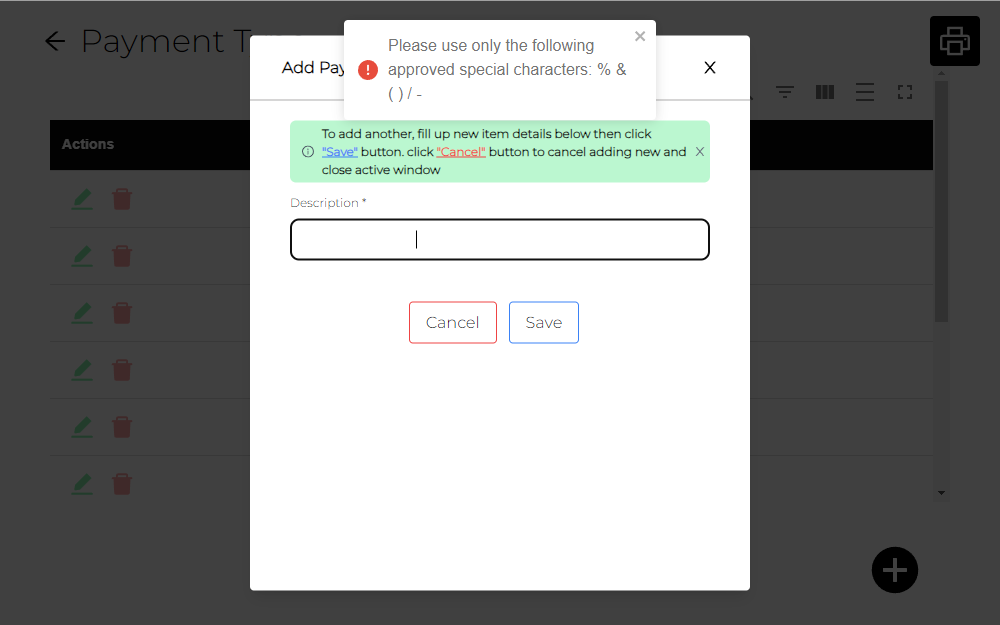 Payment T
Please use only the following
approved special characters: % &
( ) / -
Add Pay
X
Actions
To add another, fill up new item details below then click
"Save" button. click "Cancel" button to cancel adding new and
close active window
Description *
Cancel
Save